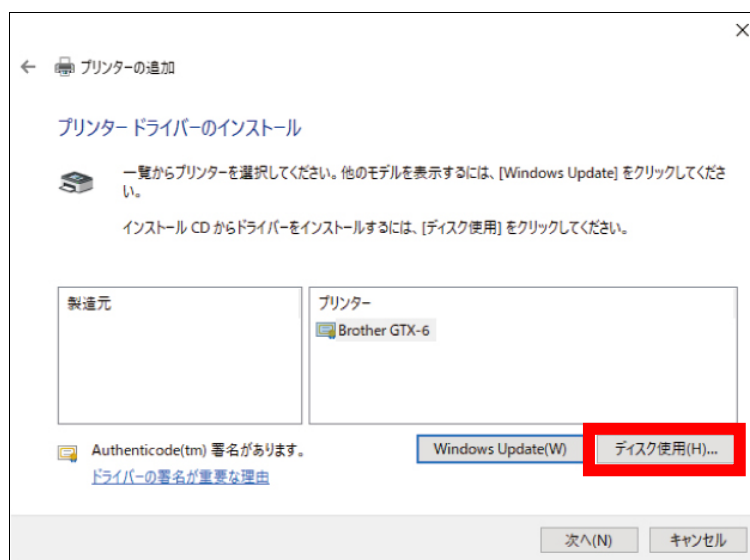 プリンターの追加
プリンター ドライバーのインストール
一覧からプリンターを選択してください。他のモデルを表示するには、[Windows Update] をクリックしてくださ
い。
インストール CD からドライバーをインストールするには、[ディスク使用] をクリックしてください。
製造元
プリンター
Brother GTX-6
Authenticode(tm) 署名があります。
Windows Update(W)
ディスク使用(H)...
ドライバーの署名が重要な理由
次へ(N)
キャンセル